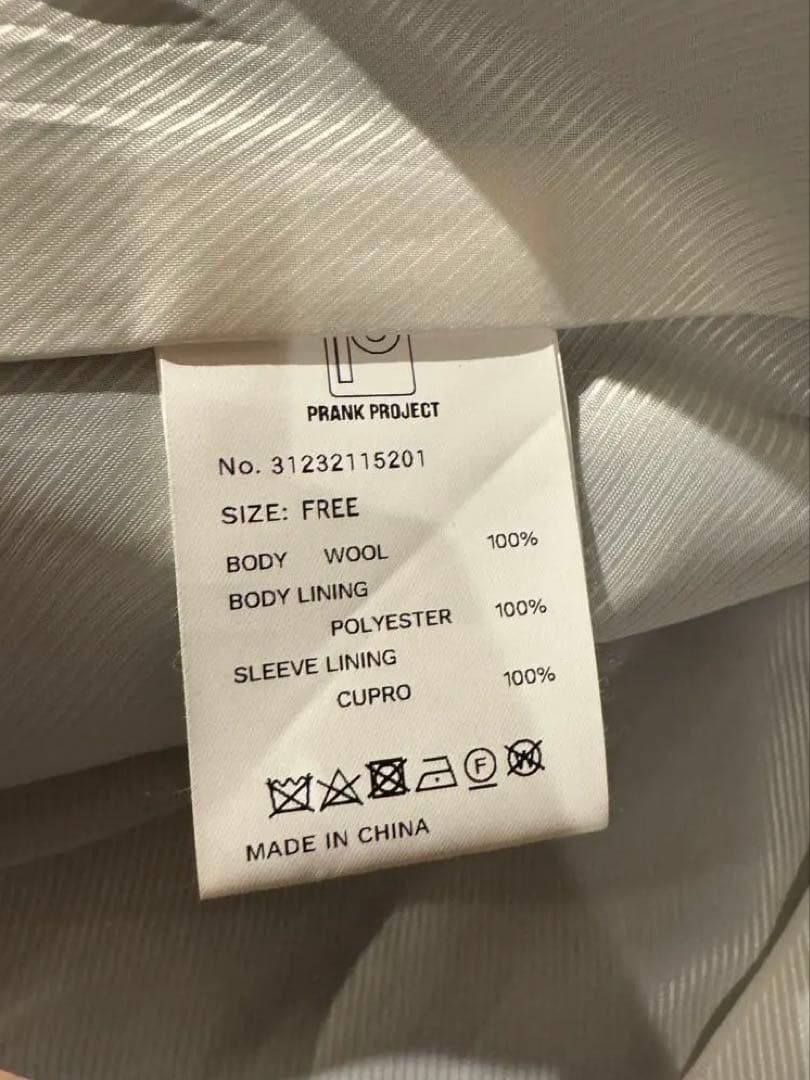 PRANK PROJECT
No. 31232115201
SIZE: FREE
BODY WOOL 100%
BODY LINING
POLYESTER 100%
SLEEVE LINING
CUPRO 100%
F W
MADE IN CHINA